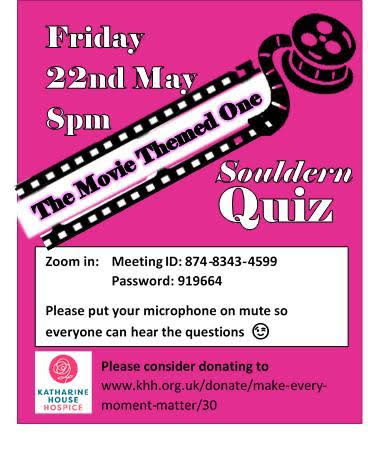 Friday
22nd May
8pm
The Movie Themed One
Souldern
Quiz
Zoom in: Meeting ID: 874-8343-4599
Password: 919664
Please put your microphone on mute so
everyone can hear the questions 😉
KATHARINE
HOUSE
HOSPICE
Please consider donating to
www.khh.org.uk/donate/make-every-
moment-matter/30